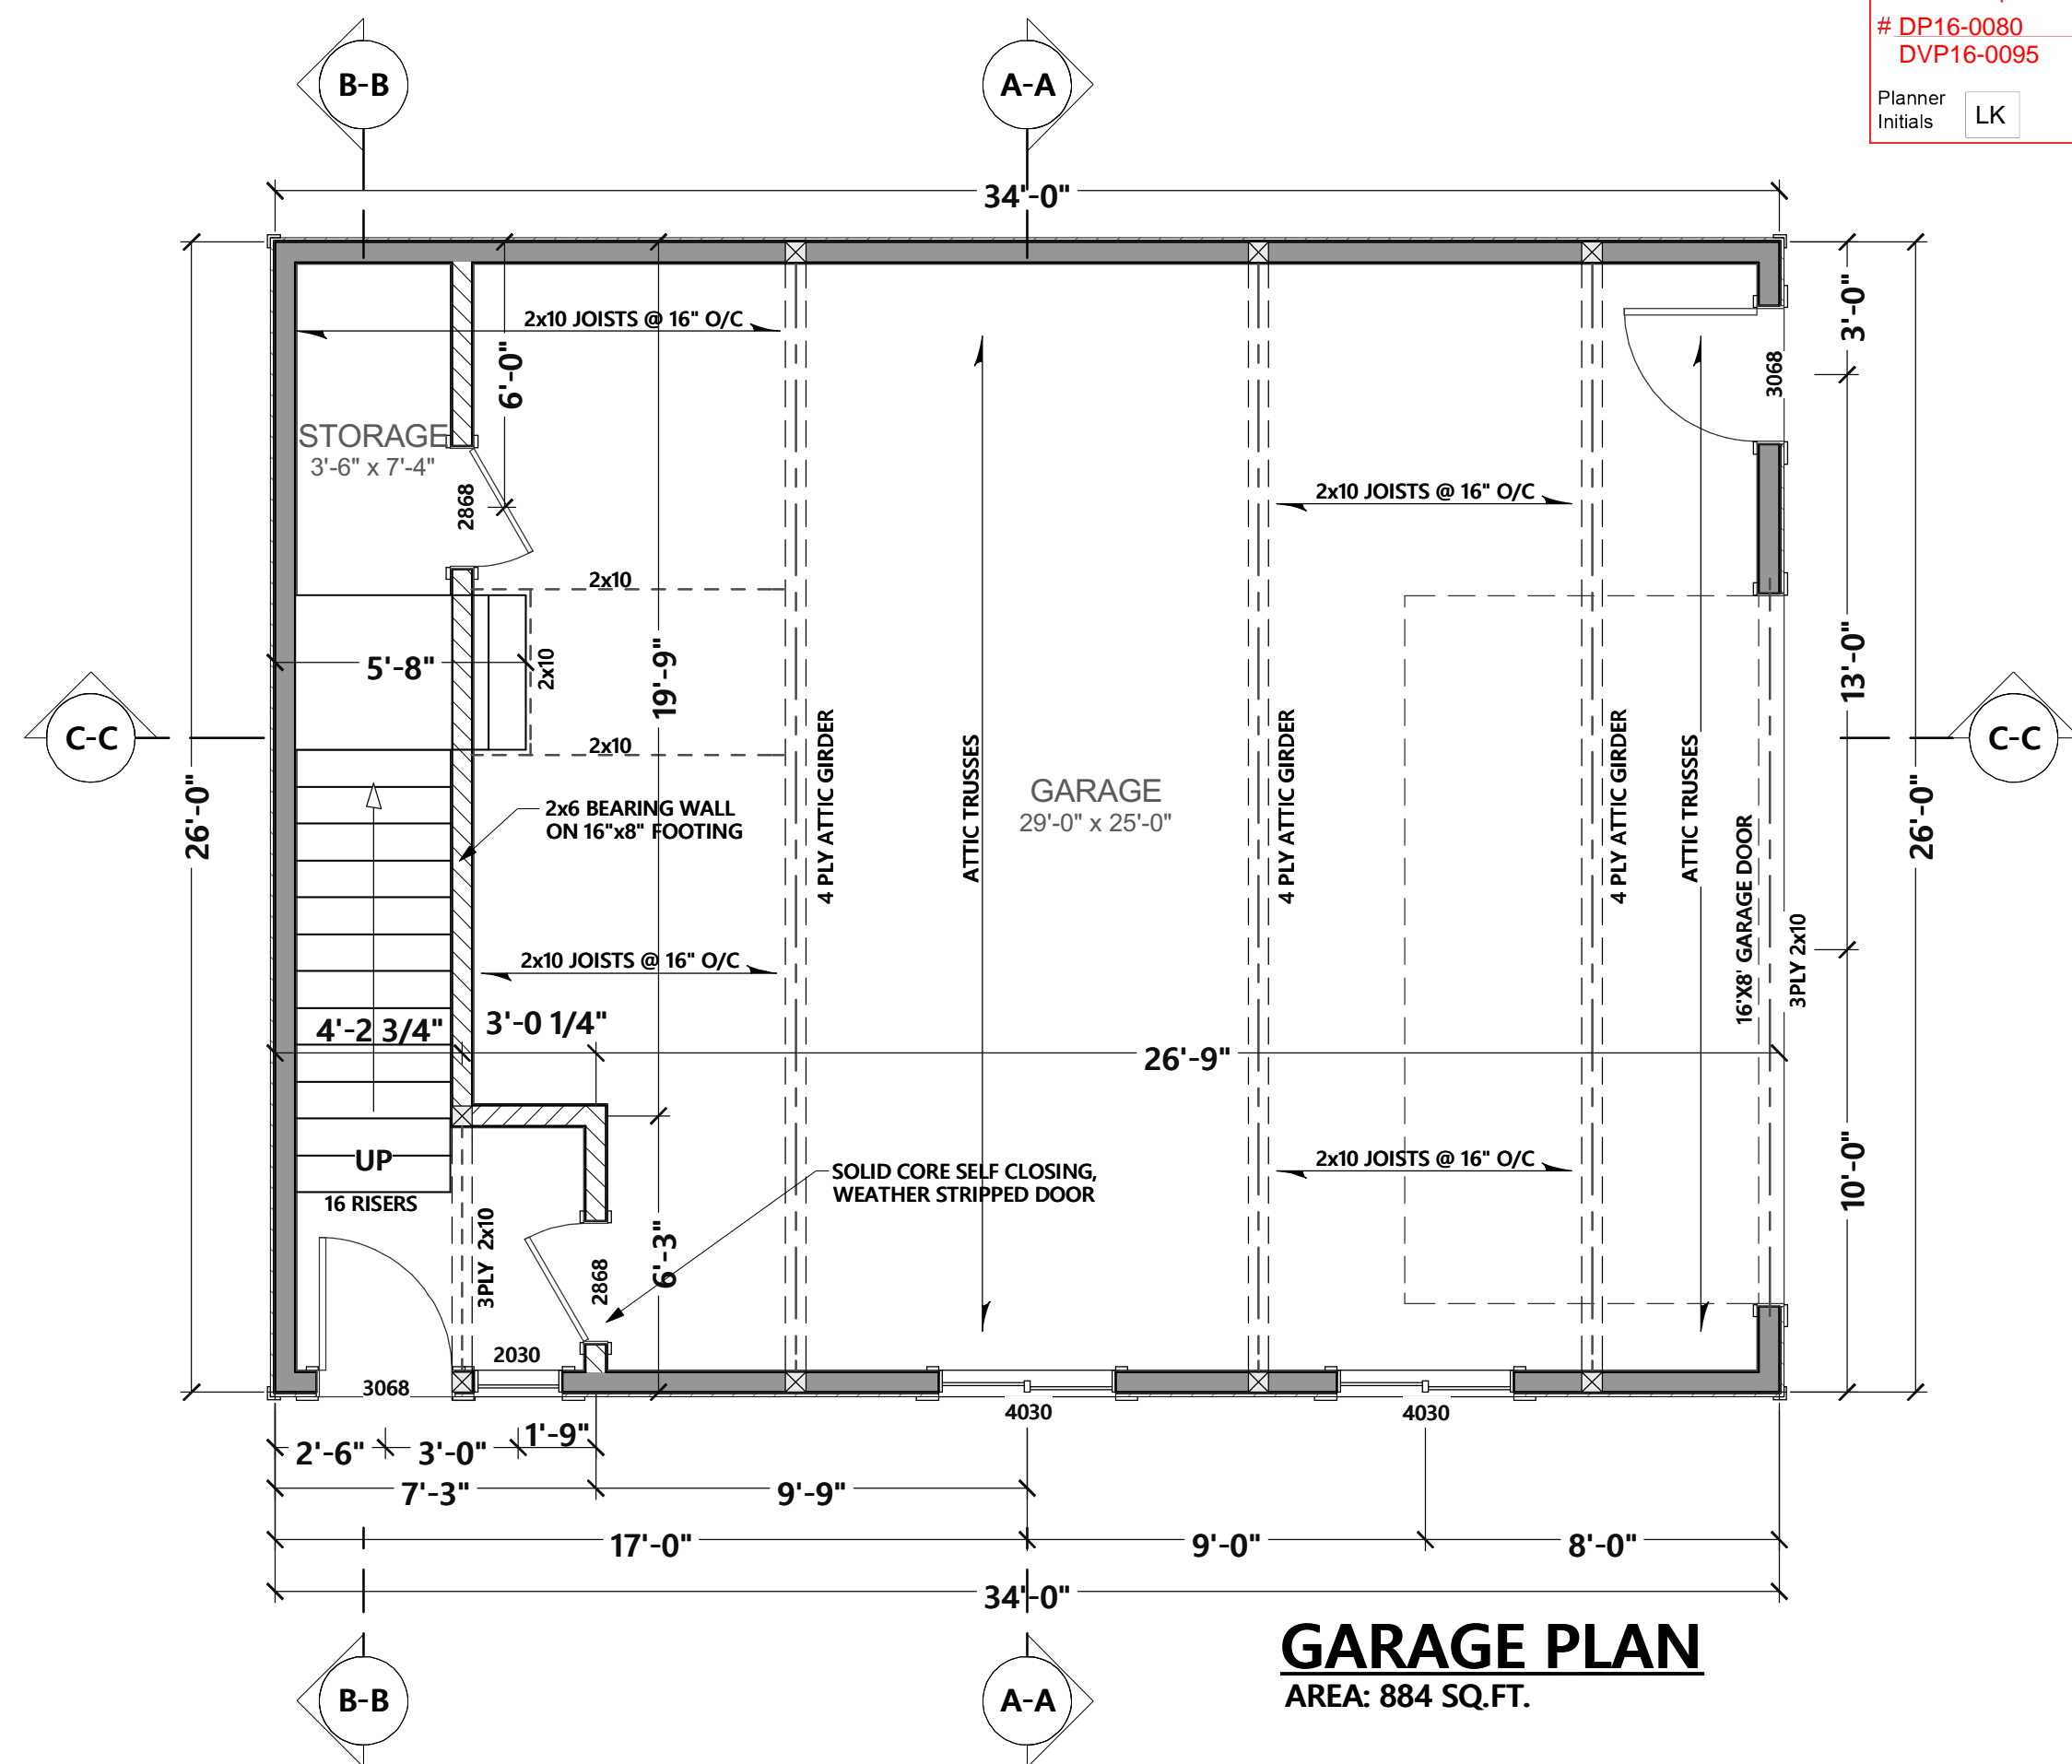 # DP16-0080
DVP16-0095
Planner
Initials
LK
B-B
A-A
34'-0"
2x10 JOISTS @ 16" O/C
6'-0"
3'-0"
3068
STORAGE
3'-6" x 7'-4"
2868
2x10 JOISTS @ 16" O/C
2x10
5'-8"
2x10
19'-9"
13'-0"
C-C
C-C
2x10
26'-0"
2x6 BEARING WALL
ON 16"x8" FOOTING
4 PLY ATTIC GIRDER
ATTIC TRUSSES
GARAGE
29'-0" x 25'-0"
4 PLY ATTIC GIRDER
4 PLY ATTIC GIRDER
ATTIC TRUSSES
16'X8' GARAGE DOOR
3PLY 2x10
26'-0"
2x10 JOISTS @ 16" O/C
4'-2 3/4"
3'-0 1/4"
26'-9"
UP
16 RISERS
SOLID CORE SELF CLOSING,
WEATHER STRIPPED DOOR
2x10 JOISTS @ 16" O/C
10'-0"
3PLY 2x10
2868
6'-3"
2030
3068
4030
4030
2'-6"
3'-0"
1'-9"
7'-3"
9'-9"
17'-0"
9'-0"
8'-0"
34'-0"
GARAGE PLAN
AREA: 884 SQ.FT.
B-B
A-A